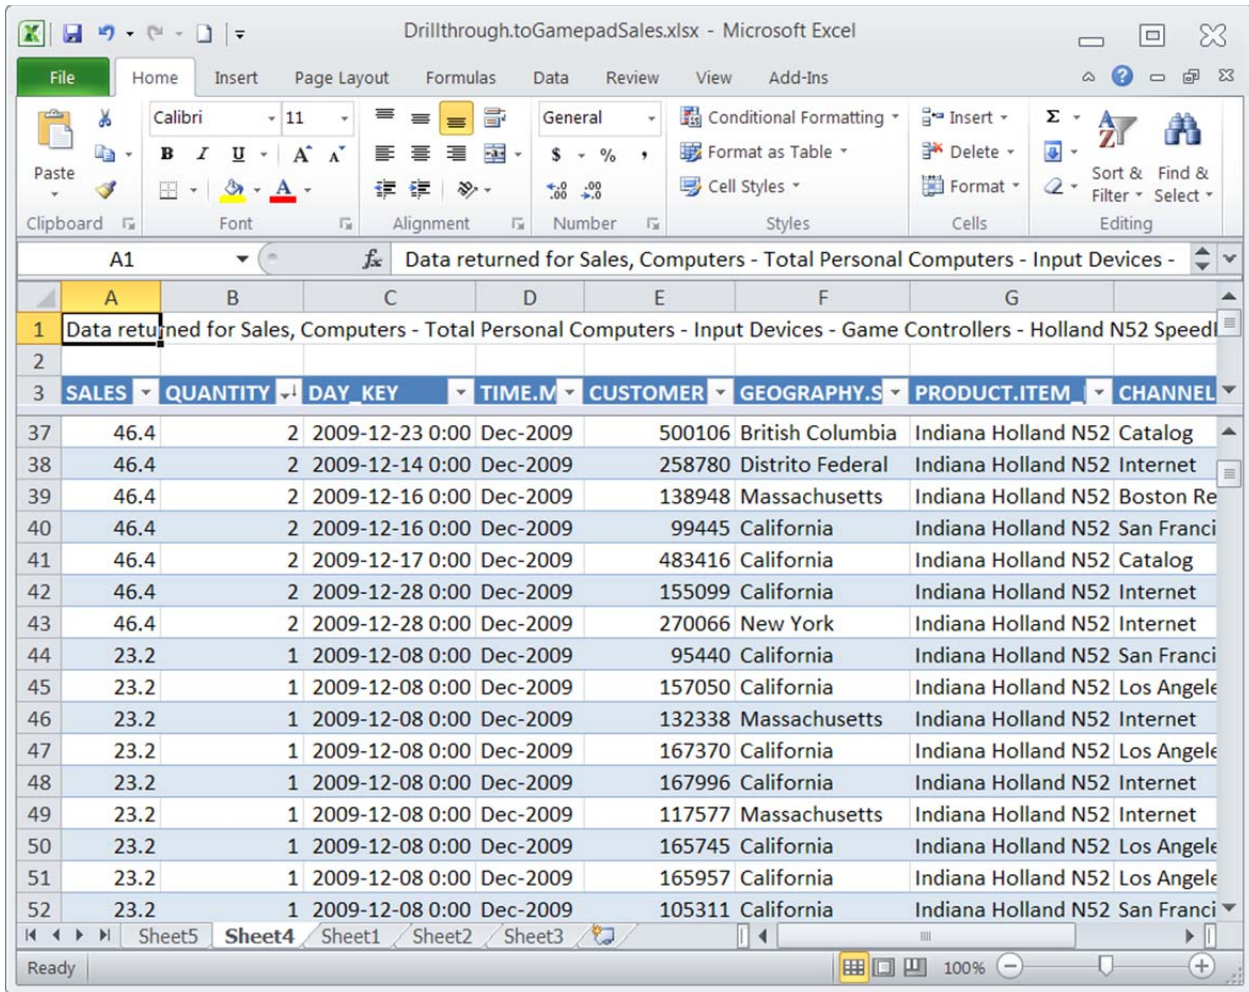 Drillthrough.toGamepadSales.xlsx - Microsoft Excel
File Home Insert Page Layout Formulas Data Review View Add-Ins
Calibri 11 General Conditional Formatting Insert Σ
Paste B I U A A $ % , Format as Table Delete Sort & Filter Find & Select
A .0 .00 .00 .0 Cell Styles Format
Clipboard Font Alignment Number Styles Cells Editing
A1 fx Data returned for Sales, Computers - Total Personal Computers - Input Devices -
A B C D E F G
1 Data returned for Sales, Computers - Total Personal Computers - Input Devices - Game Controllers - Holland N52 Speed
2
3 SALES QUANTITY DAY_KEY TIME.M CUSTOMER GEOGRAPHY.S PRODUCT.ITEM_ CHANNEL
37 46.4 2 2009-12-23 0:00 Dec-2009 500106 British Columbia Indiana Holland N52 Catalog
38 46.4 2 2009-12-14 0:00 Dec-2009 258780 Distrito Federal Indiana Holland N52 Internet
39 46.4 2 2009-12-16 0:00 Dec-2009 138948 Massachusetts Indiana Holland N52 Boston Re
40 46.4 2 2009-12-16 0:00 Dec-2009 99445 California Indiana Holland N52 San Franci
41 46.4 2 2009-12-17 0:00 Dec-2009 483416 California Indiana Holland N52 Catalog
42 46.4 2 2009-12-28 0:00 Dec-2009 155099 California Indiana Holland N52 Internet
43 46.4 2 2009-12-28 0:00 Dec-2009 270066 New York Indiana Holland N52 Internet
44 23.2 1 2009-12-08 0:00 Dec-2009 95440 California Indiana Holland N52 San Franci
45 23.2 1 2009-12-08 0:00 Dec-2009 157050 California Indiana Holland N52 Los Angele
46 23.2 1 2009-12-08 0:00 Dec-2009 132338 Massachusetts Indiana Holland N52 Internet
47 23.2 1 2009-12-08 0:00 Dec-2009 167370 California Indiana Holland N52 Los Angele
48 23.2 1 2009-12-08 0:00 Dec-2009 167996 California Indiana Holland N52 Internet
49 23.2 1 2009-12-08 0:00 Dec-2009 117577 Massachusetts Indiana Holland N52 Internet
50 23.2 1 2009-12-08 0:00 Dec-2009 165745 California Indiana Holland N52 Los Angele
51 23.2 1 2009-12-08 0:00 Dec-2009 165957 California Indiana Holland N52 Los Angele
52 23.2 1 2009-12-08 0:00 Dec-2009 105311 California Indiana Holland N52 San Franci
Sheet5 Sheet4 Sheet1 Sheet2 Sheet3
Ready 100%